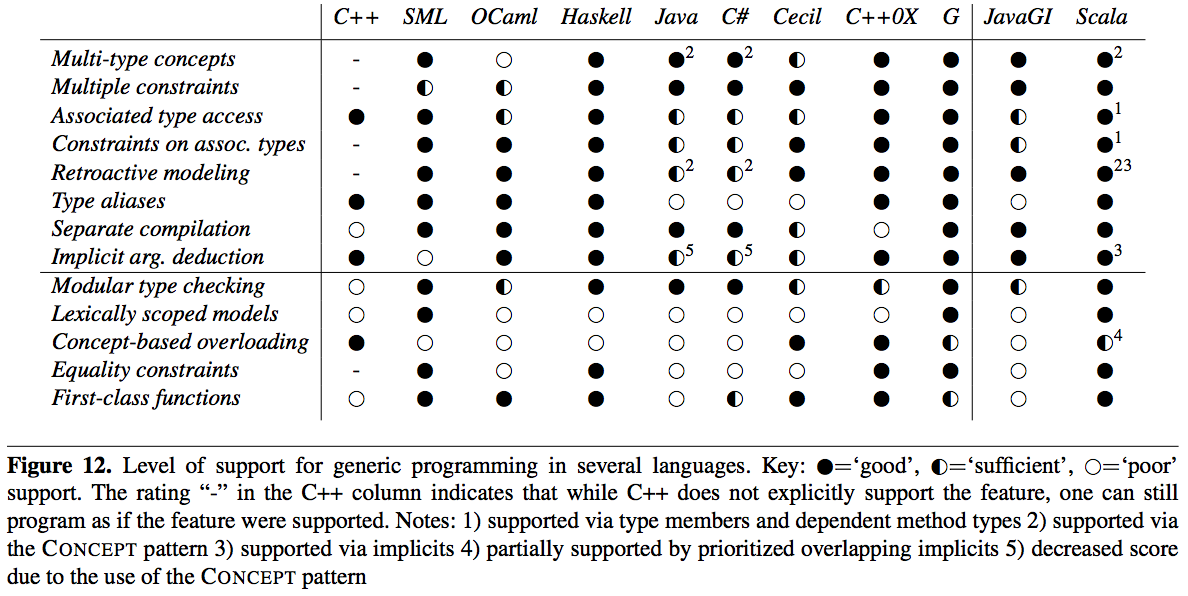 C++ SML OCaml Haskell Java C# Cecil C++0X G JavaGI Scala
Multi-type concepts - ● ○ ● ●2 ●2 ◐ ● ● ● ●2
Multiple constraints - ◐ ◐ ● ● ● ● ● ● ● ●
Associated type access ● ● ◐ ● ◐ ◐ ◐ ● ● ◐ ●1
Constraints on assoc. types - ● ● ● ◐ ◐ ● ● ● ◐ ●1
Retroactive modeling - ● ● ● ◐2 ◐2 ● ● ● ● ●23
Type aliases ● ● ● ● ○ ○ ○ ● ● ○ ●
Separate compilation ○ ● ● ● ● ● ◐ ○ ● ● ●
Implicit arg. deduction ● ○ ● ● ◐5 ◐5 ◐ ● ● ● ●3
Modular type checking ○ ● ◐ ● ● ● ◐ ◐ ● ◐ ●
Lexically scoped models ○ ● ○ ○ ○ ○ ○ ○ ● ○ ●
Concept-based overloading ● ○ ○ ○ ○ ○ ● ● ◐ ○ ◐4
Equality constraints - ● ○ ● ○ ○ ○ ● ● ○ ●
First-class functions ○ ● ● ● ○ ◐ ● ● ◐ ○ ●
Figure 12. Level of support for generic programming in several languages. Key: ●=‘good’, ◐=‘sufficient’, ○=‘poor’
support. The rating “-” in the C++ column indicates that while C++ does not explicitly support the feature, one can still
program as if the feature were supported. Notes: 1) supported via type members and dependent method types 2) supported via
the CONCEPT pattern 3) supported via implicits 4) partially supported by prioritized overlapping implicits 5) decreased score
due to the use of the CONCEPT pattern